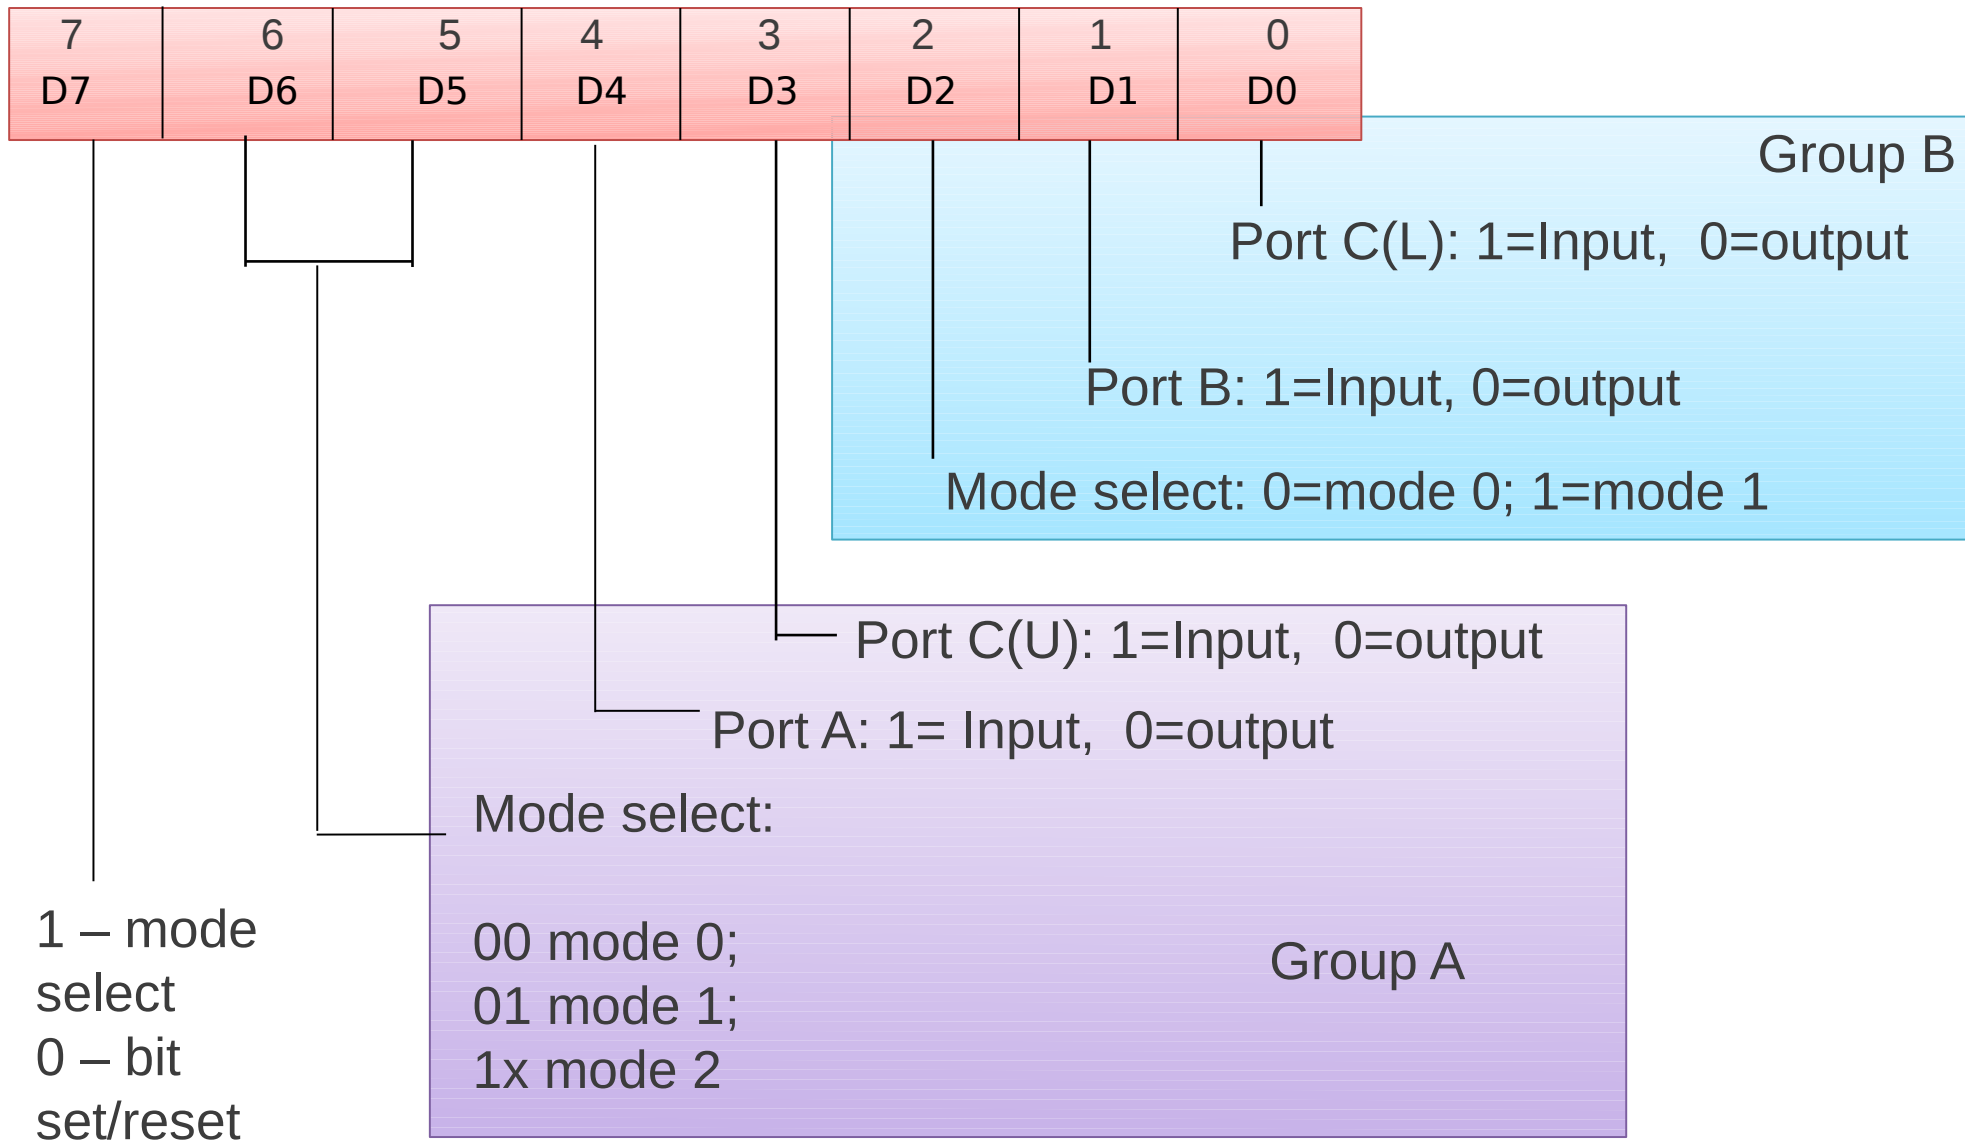 7 6 5 4 3 2 1 0
D7 D6 D5 D4 D3 D2 D1 D0
Group B
Port C(L): 1=Input, 0=output
Port B: 1=Input, 0=output
Mode select: 0=mode 0; 1=mode 1
Port C(U): 1=Input, 0=output
Port A: 1= Input, 0=output
Mode select:
00 mode 0;
01 mode 1;
1x mode 2
Group A
1 – mode
select
0 – bit
set/reset